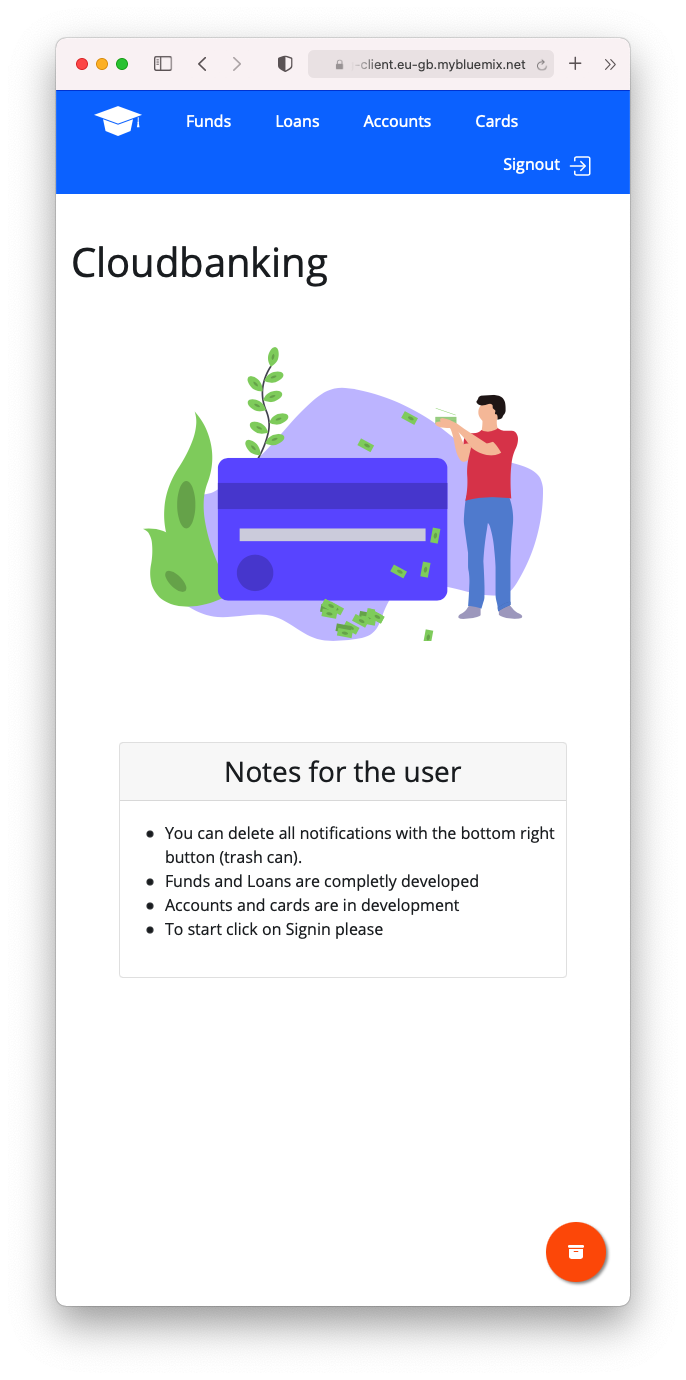 -client.eu-gb.mybluemix.net
Funds Loans Accounts Cards
Signout
Cloudbanking
Notes for the user
You can delete all notifications with the bottom right
button (trash can).
Funds and Loans are completly developed
Accounts and cards are in development
To start click on Signin please